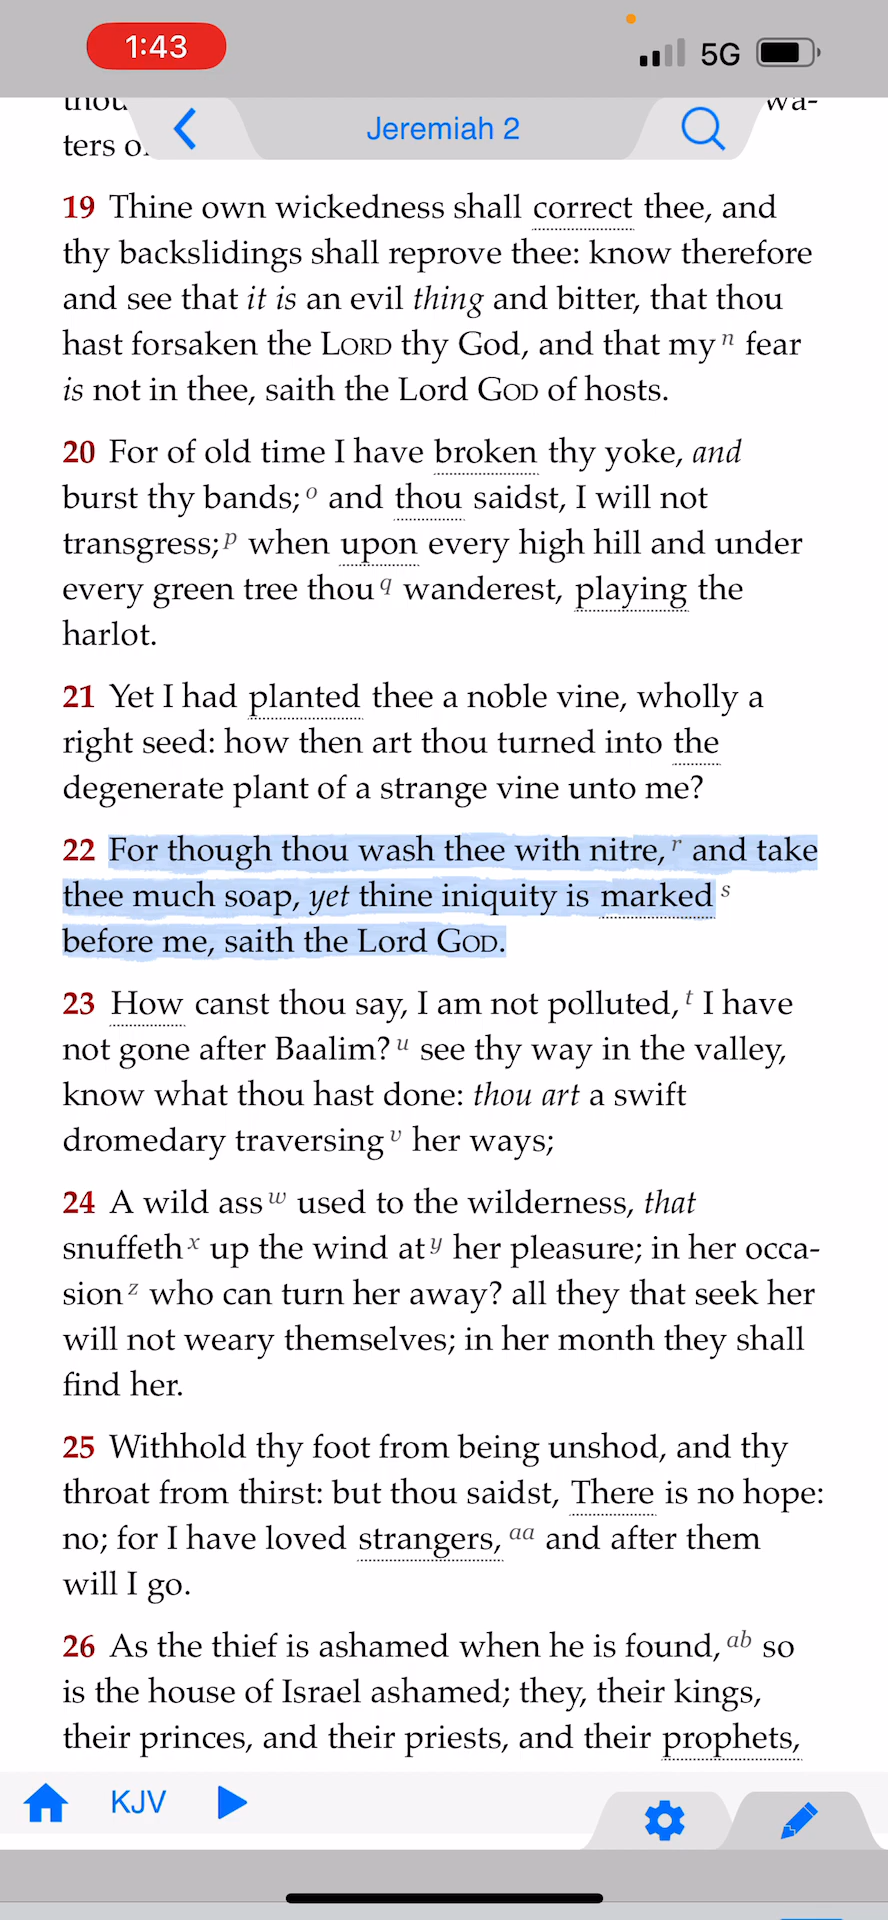 1:43
5G
thou wa-
Jeremiah 2
ters o
19 Thine own wickedness shall correct thee, and
thy backslidings shall reprove thee: know therefore
and see that it is an evil thing and bitter, that thou
hast forsaken the LORD thy God, and that my n fear
is not in thee, saith the Lord GOD of hosts.
20 For of old time I have broken thy yoke, and
burst thy bands; o and thou saidst, I will not
transgress; p when upon every high hill and under
every green tree thou q wanderest, playing the
harlot.
21 Yet I had planted thee a noble vine, wholly a
right seed: how then art thou turned into the
degenerate plant of a strange vine unto me?
22 For though thou wash thee with nitre, r and take
thee much soap, yet thine iniquity is marked s
before me, saith the Lord GOD.
23 How canst thou say, I am not polluted, t I have
not gone after Baalim? u see thy way in the valley,
know what thou hast done: thou art a swift
dromedary traversing v her ways;
24 A wild ass w used to the wilderness, that
snuffeth x up the wind at y her pleasure; in her occa-
sion z who can turn her away? all they that seek her
will not weary themselves; in her month they shall
find her.
25 Withhold thy foot from being unshod, and thy
throat from thirst: but thou saidst, There is no hope:
no; for I have loved strangers, aa and after them
will I go.
26 As the thief is ashamed when he is found, ab so
is the house of Israel ashamed; they, their kings,
their princes, and their priests, and their prophets,
KJV